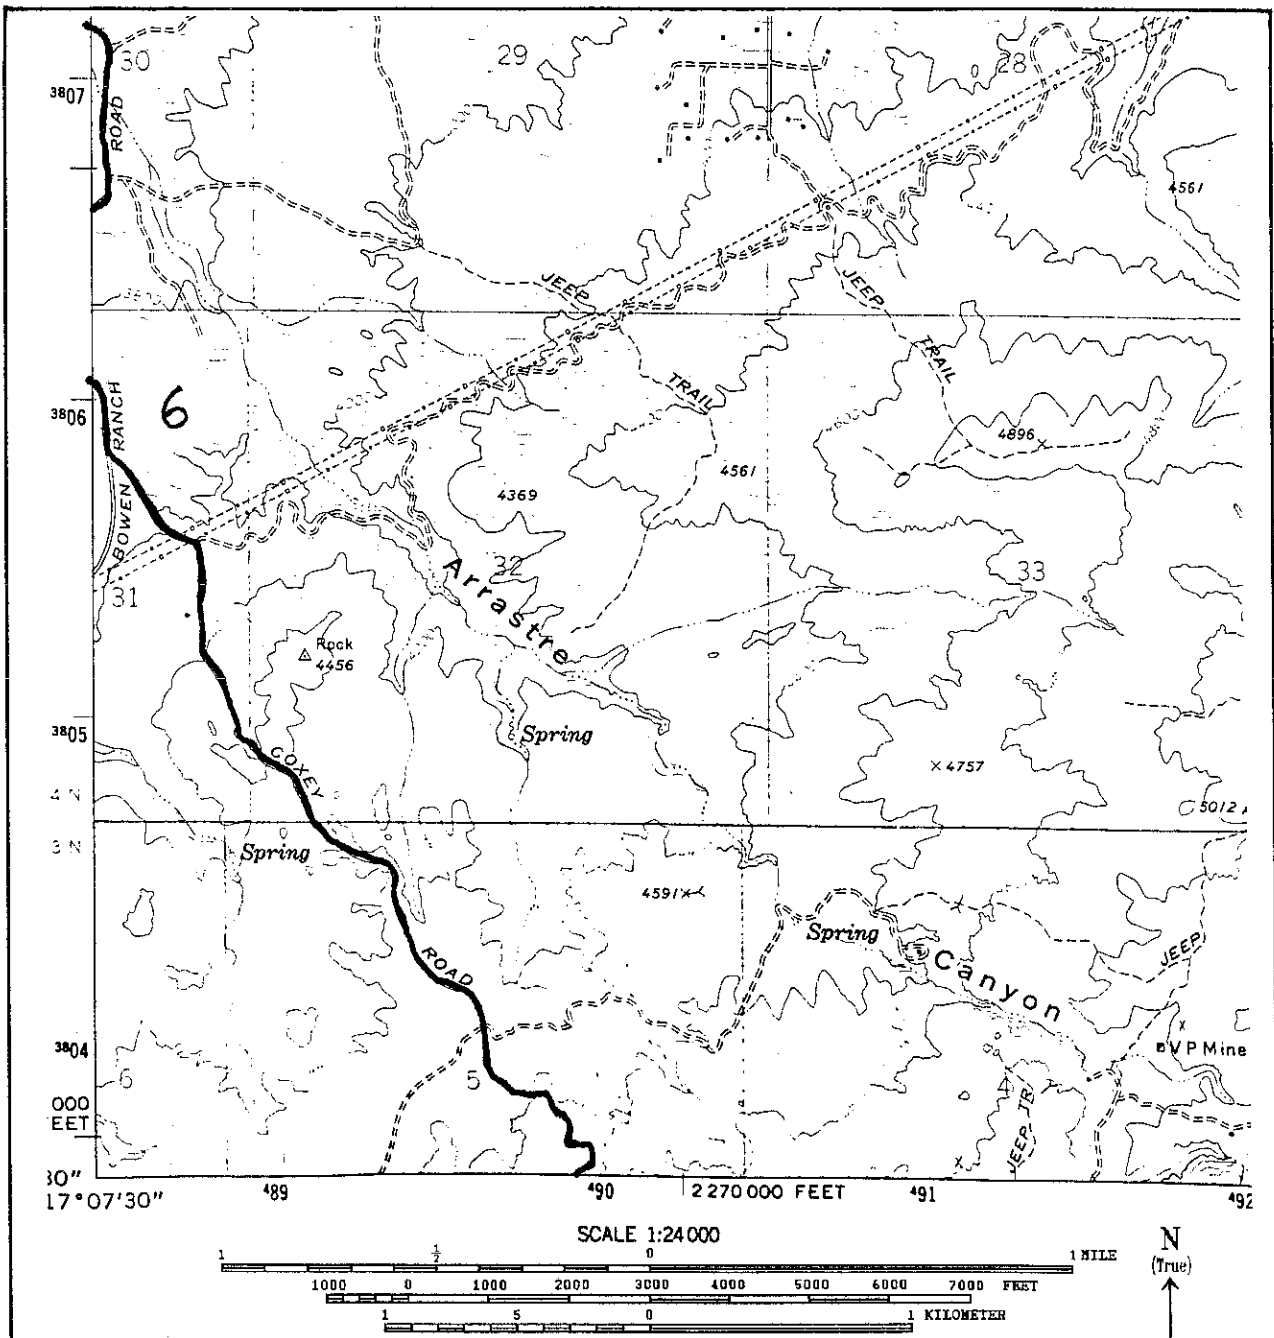 30
29
28
3807
ROAD
4561
JEEP
JEEP
TRAIL
TRAIL
3806
RANCH
6
4896
4561
4369
BOWEN
32
33
31
Arrastre
Rock
4456
3805
Spring
COXEY
4757
4 N
5012
3 N
Spring
4591
Spring
Canyon
ROAD
JEEP
3804
VP Mine
6
5
4
000
EET
JEEP TR.
30"
17°07'30"
489
490
2 270 000 FEET
491
492
SCALE 1:24 000
1 ½ 0 1 MILE
1000 0 1000 2000 3000 4000 5000 6000 7000 FEET
1 5 0 1 KILOMETER
N
(True)